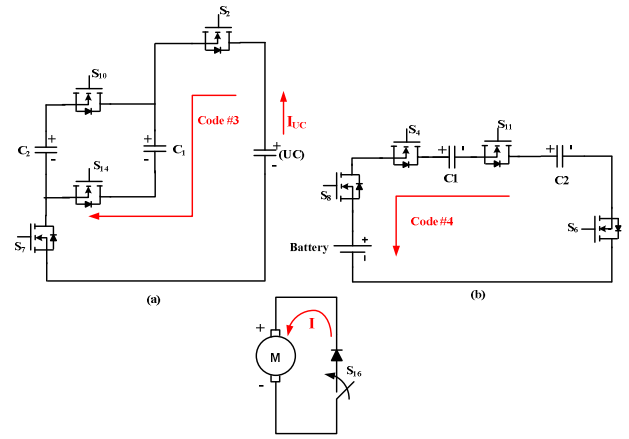 S2
S10
Code #3
IUC
C2
+
-
C1
+
-
+
(UC)
-
S14
S7
(a)
S4
S11
+ -
C1
+ -
C2
S8
Code#4
S6
Battery
+
-
(b)
+
I
M
S16
-